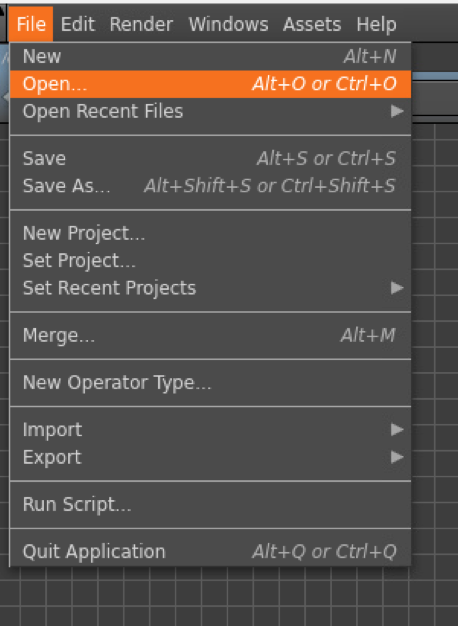 File Edit Render Windows Assets Help
New Alt+N
Open... Alt+O or Ctrl+O
Open Recent Files
Save Alt+S or Ctrl+S
Save As... Alt+Shift+S or Ctrl+Shift+S
New Project...
Set Project...
Set Recent Projects
Merge... Alt+M
New Operator Type...
Import
Export
Run Script...
Quit Application Alt+Q or Ctrl+Q